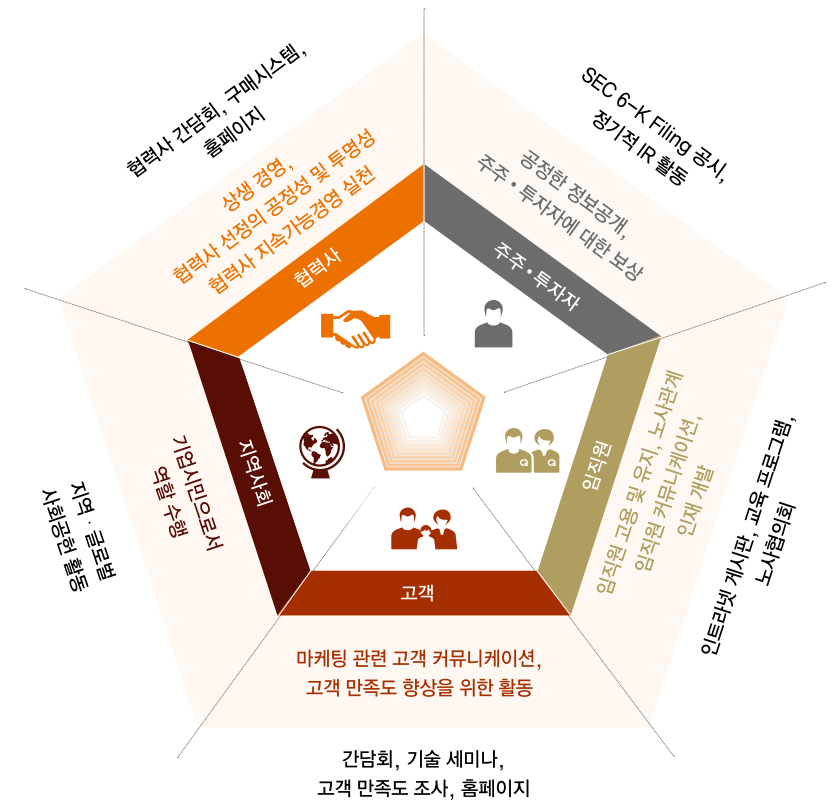 협력사 간담회, 구매시스템,
홈페이지
상생 경영,
협력사 선정의 공정성 및 투명성
협력사 지속가능경영 실천
협력사
SEC 6-K Filing 공시,
정기적 IR 활동
공정한 정보공개,
주주•투자자에 대한 보상
주주•투자자
임직원
임직원 고용 및 유지, 노사관계
임직원 커뮤니케이션,
인재 개발
인트라넷 게시판, 교육 프로그램,
노사협의회
고객
마케팅 관련 고객 커뮤니케이션,
고객 만족도 향상을 위한 활동
간담회, 기술 세미나,
고객 만족도 조사, 홈페이지
지역사회
기업시민으로서
역할 수행
지역 · 글로벌
사회공헌 활동